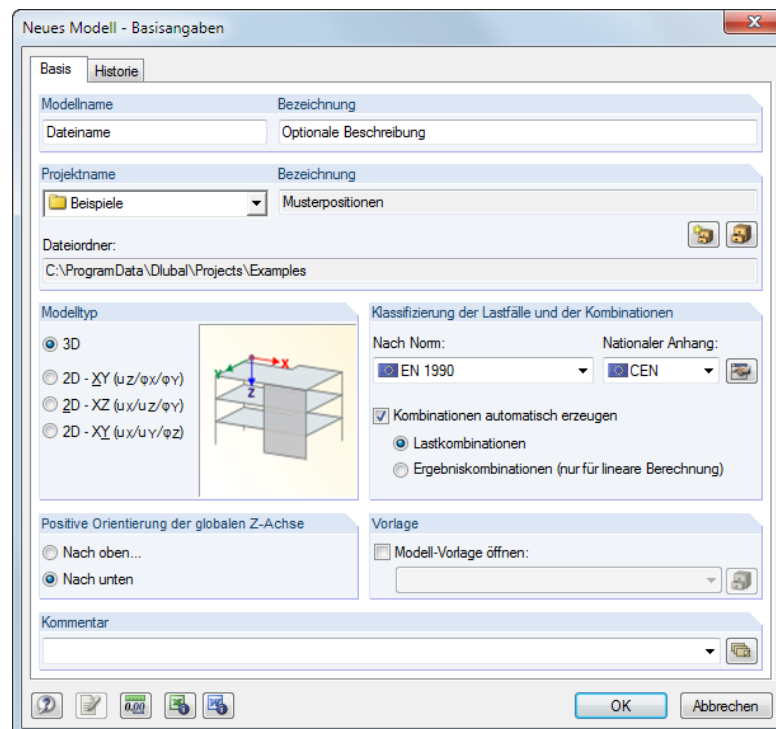 Neues Modell - Basisangaben
Basis Historie
Modellname Bezeichnung
Dateiname Optionale Beschreibung
Projektname Bezeichnung
Beispiele Musterpositionen
Dateiordner:
C:\ProgramData\Dlubal\Projects\Examples
Modelltyp Klassifizierung der Lastfälle und der Kombinationen
3D
2D - XY (uZ/φX/φY)
2D - XZ (uX/uZ/φY)
2D - XY (uX/uY/φZ)
X
Y
Z
Nach Norm: Nationaler Anhang:
EN 1990 CEN
Kombinationen automatisch erzeugen
Lastkombinationen
Ergebniskombinationen (nur für lineare Berechnung)
Positive Orientierung der globalen Z-Achse Vorlage
Nach oben...
Nach unten
Modell-Vorlage öffnen:
Kommentar
0.00
OK Abbrechen